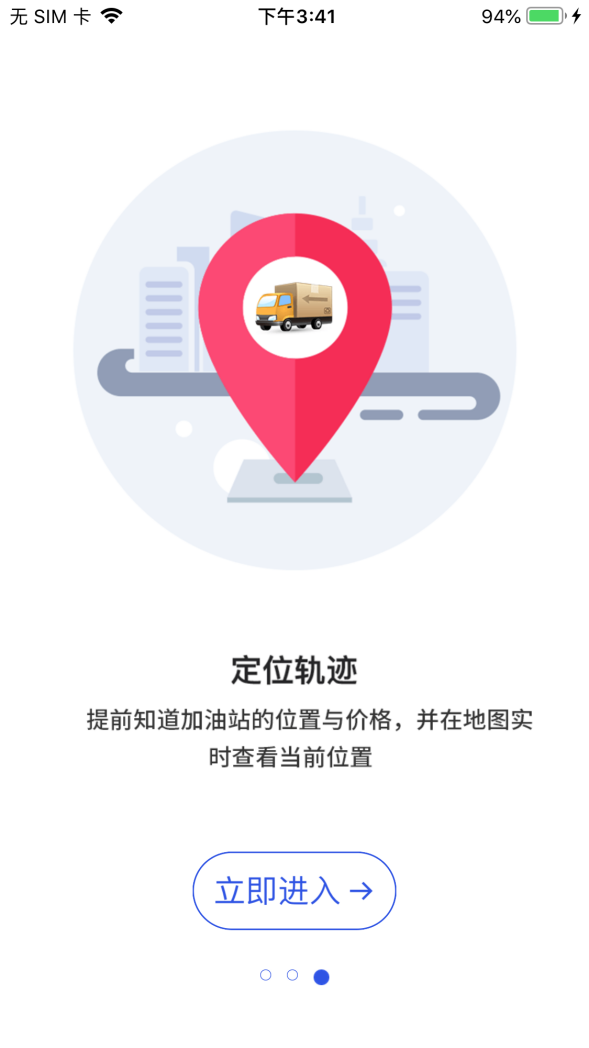 无 SIM 卡 下午3:41 94%
定位轨迹
提前知道加油站的位置与价格，并在地图实
时查看当前位置
立即进入 →